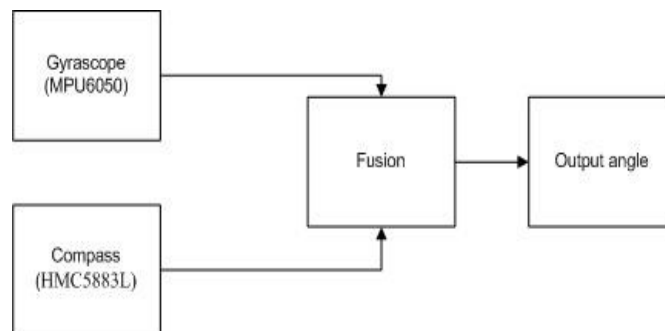 Gyrascope
(MPU6050)
Fusion
Output angle
Compass
(HMC5883L)